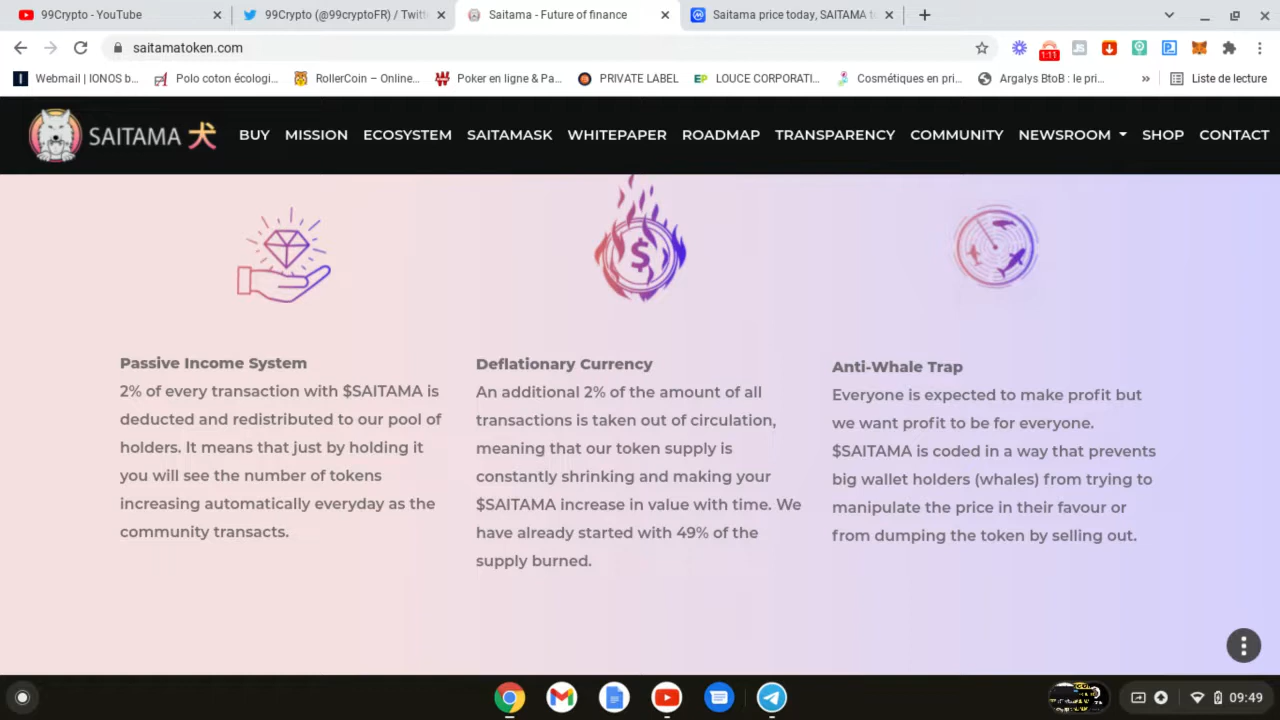 99Crypto - YouTube
99Crypto (@99cryptoFR) / Twitt
Saitama - Future of finance
Saitama price today, SAITAMA to
saitamatoken.com
1:11
JS
Webmail | IONOS b...
Polo coton écologi...
RollerCoin – Online...
Poker en ligne & Pa...
PRIVATE LABEL
EP LOUCE CORPORATI...
Cosmétiques en pri...
Argalys BtoB : le pri...
»
Liste de lecture
SAITAMA 犬
BUY
MISSION
ECOSYSTEM
SAITAMASK
WHITEPAPER
ROADMAP
TRANSPARENCY
COMMUNITY
NEWSROOM
SHOP
CONTACT
$
Passive Income System
2% of every transaction with $SAITAMA is
deducted and redistributed to our pool of
holders. It means that just by holding it
you will see the number of tokens
increasing automatically everyday as the
community transacts.
Deflationary Currency
An additional 2% of the amount of all
transactions is taken out of circulation,
meaning that our token supply is
constantly shrinking and making your
$SAITAMA increase in value with time. We
have already started with 49% of the
supply burned.
Anti-Whale Trap
Everyone is expected to make profit but
we want profit to be for everyone.
$SAITAMA is coded in a way that prevents
big wallet holders (whales) from trying to
manipulate the price in their favour or
from dumping the token by selling out.
09:49